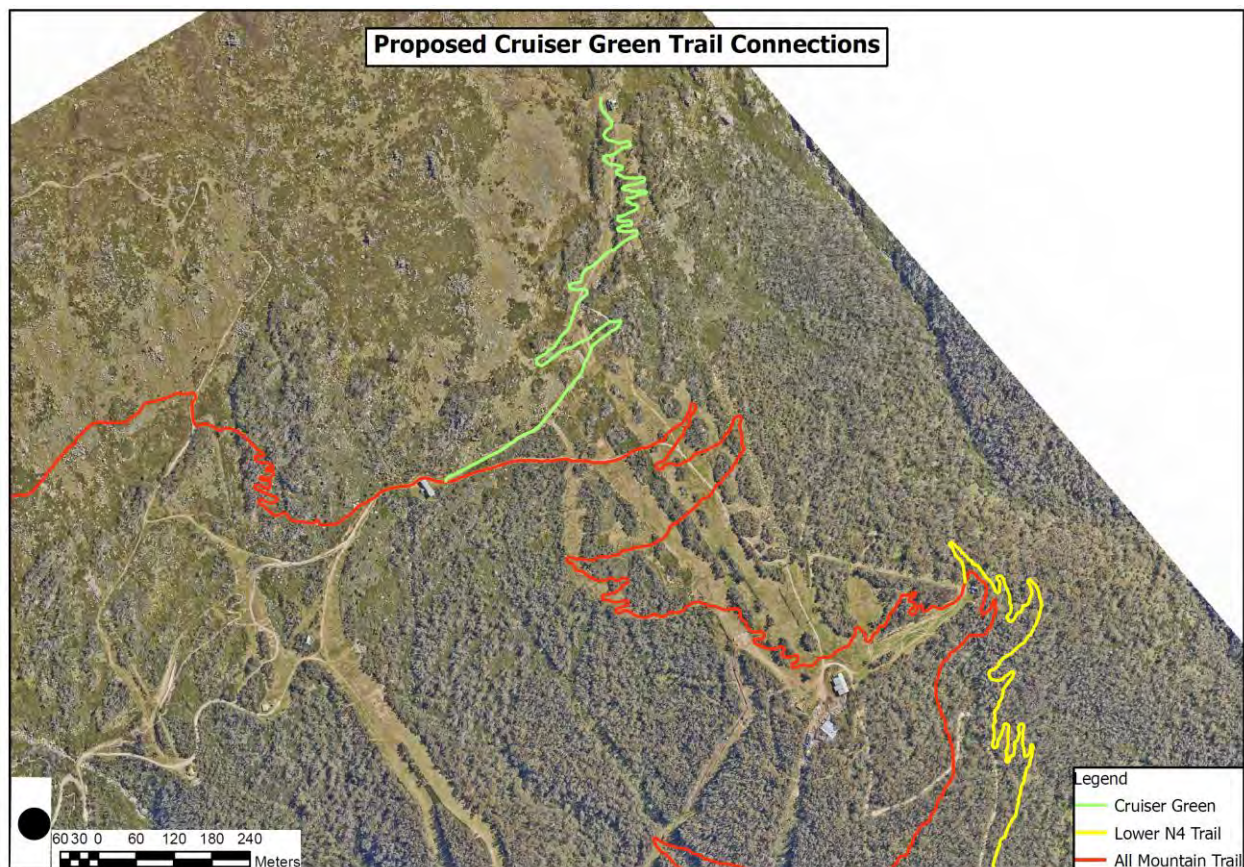 Proposed Cruiser Green Trail Connections
Legend
Cruiser Green
Lower N4 Trail
All Mountain Trail
60 30 0 60 120 180 240
Meters